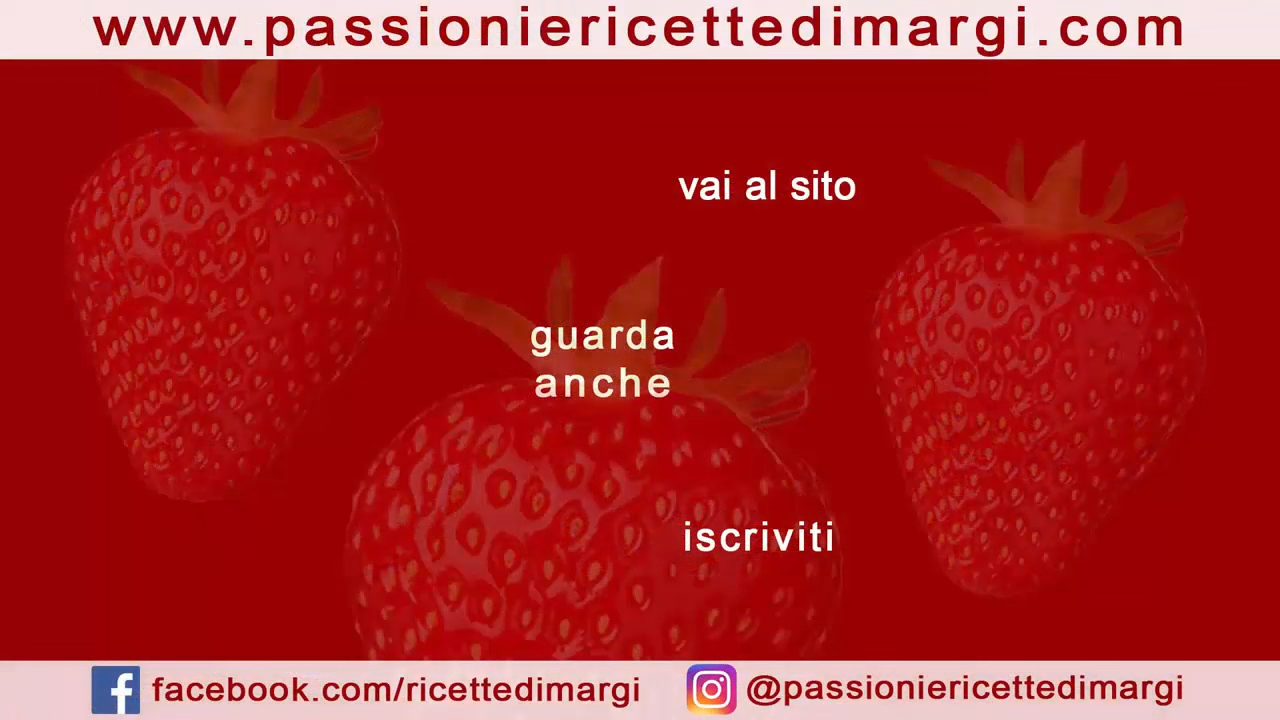 www.passioniericettedimargi.com
vai al sito
guarda
anche
iscriviti
facebook.com/ricettedimargi
@passioniericettedimargi